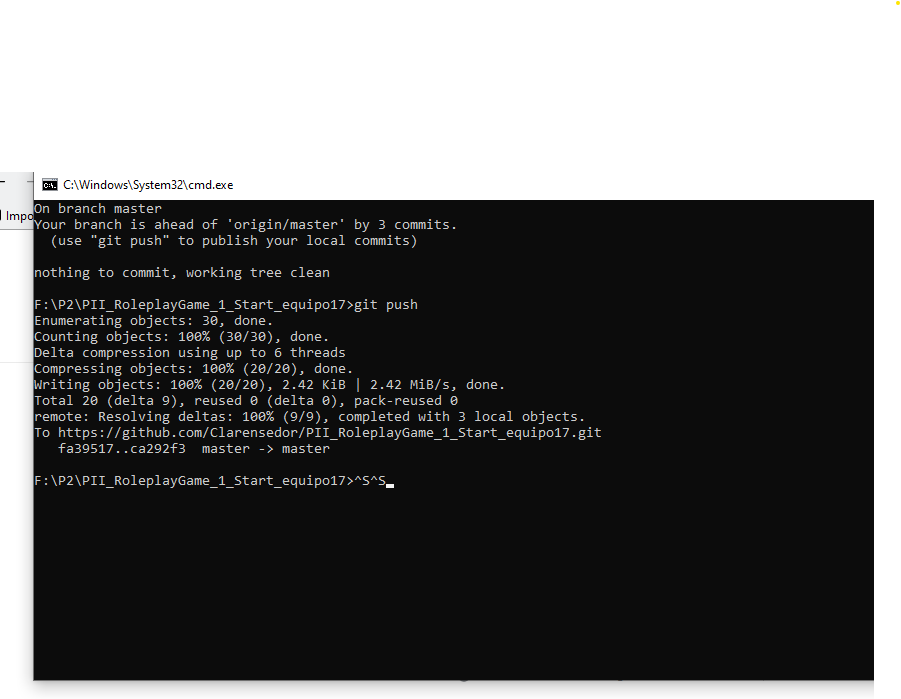 C:\Windows\System32\cmd.exe
Impo
On branch master
Your branch is ahead of 'origin/master' by 3 commits.
(use "git push" to publish your local commits)
nothing to commit, working tree clean
F:\P2\PII_RoleplayGame_1_Start_equipo17>git push
Enumerating objects: 30, done.
Counting objects: 100% (30/30), done.
Delta compression using up to 6 threads
Compressing objects: 100% (20/20), done.
Writing objects: 100% (20/20), 2.42 KiB | 2.42 MiB/s, done.
Total 20 (delta 9), reused 0 (delta 0), pack-reused 0
remote: Resolving deltas: 100% (9/9), completed with 3 local objects.
To https://github.com/Clarensedor/PII_RoleplayGame_1_Start_equipo17.git
fa39517..ca292f3  master -> master
F:\P2\PII_RoleplayGame_1_Start_equipo17>^S^S